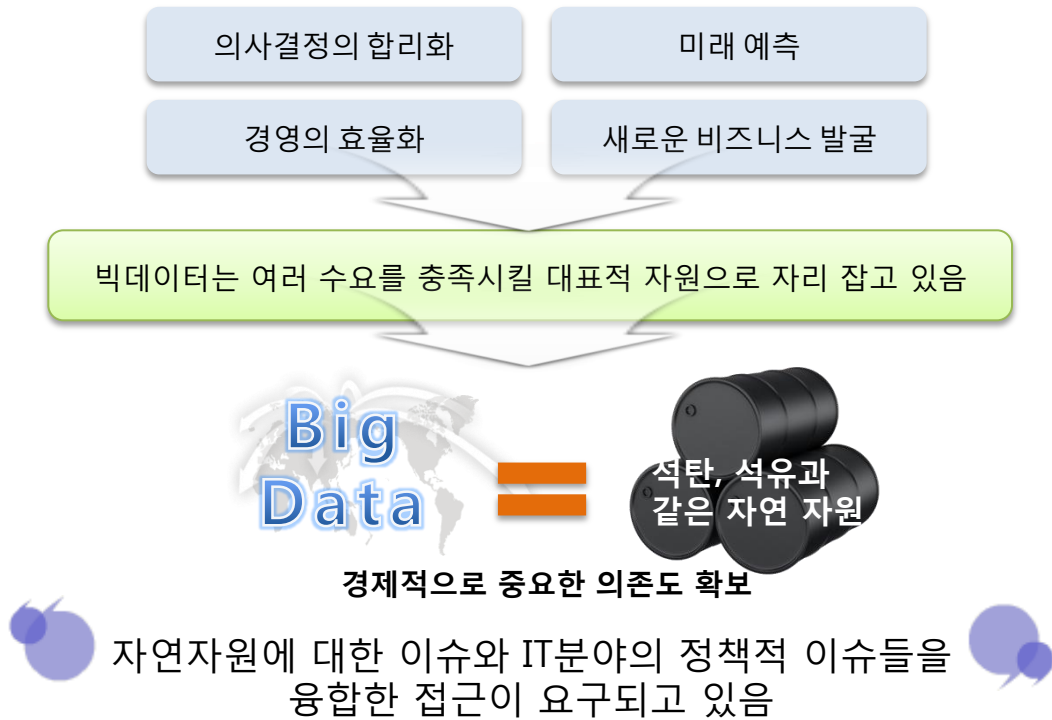 의사결정의 합리화
미래 예측
경영의 효율화
새로운 비즈니스 발굴
빅데이터는 여러 수요를 충족시킬 대표적 자원으로 자리 잡고 있음
Big
Data
석탄, 석유과
같은 자연 자원
경제적으로 중요한 의존도 확보
자연자원에 대한 이슈와 IT분야의 정책적 이슈들을
융합한 접근이 요구되고 있음